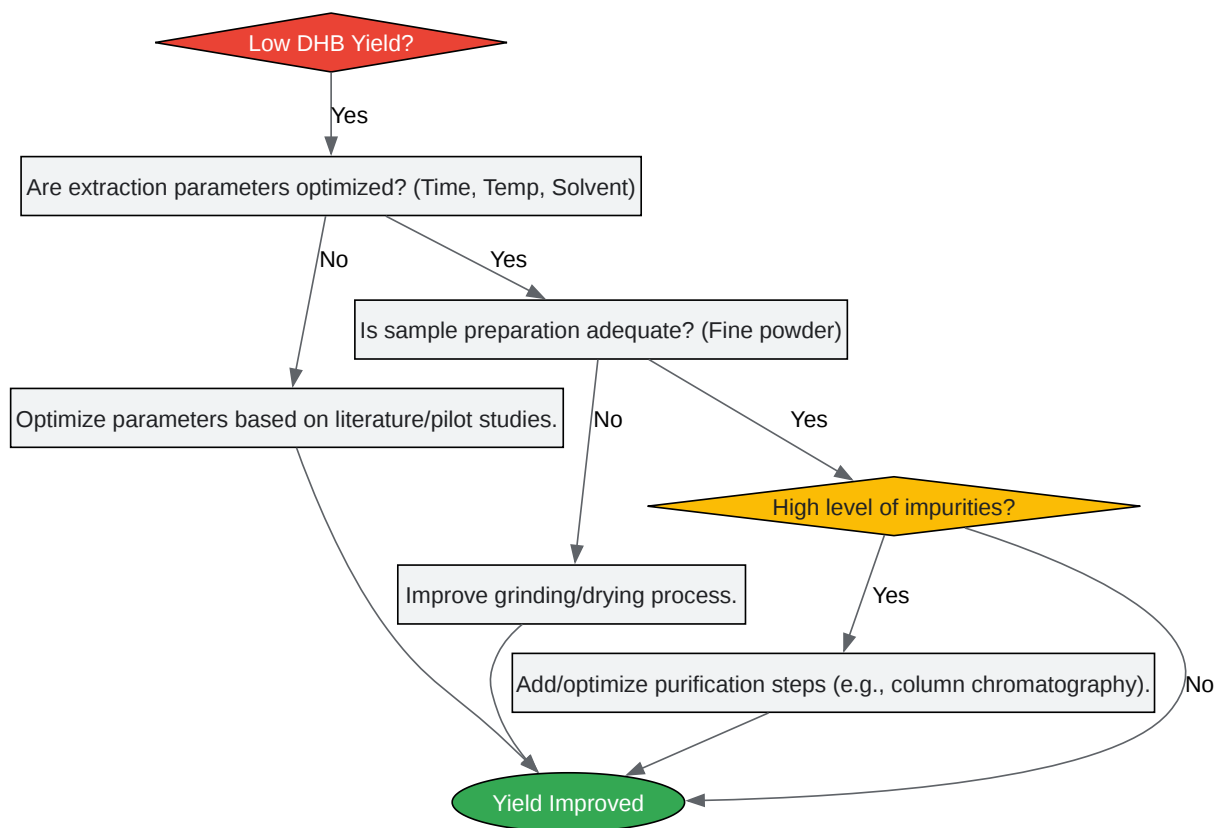 Low DHB Yield?
Yes
Are extraction parameters optimized? (Time, Temp, Solvent)
No
Yes
Is sample preparation adequate? (Fine powder)
Optimize parameters based on literature/pilot studies.
No
Yes
High level of impurities?
Improve grinding/drying process.
Yes
Add/optimize purification steps (e.g., column chromatography).
No
Yield Improved